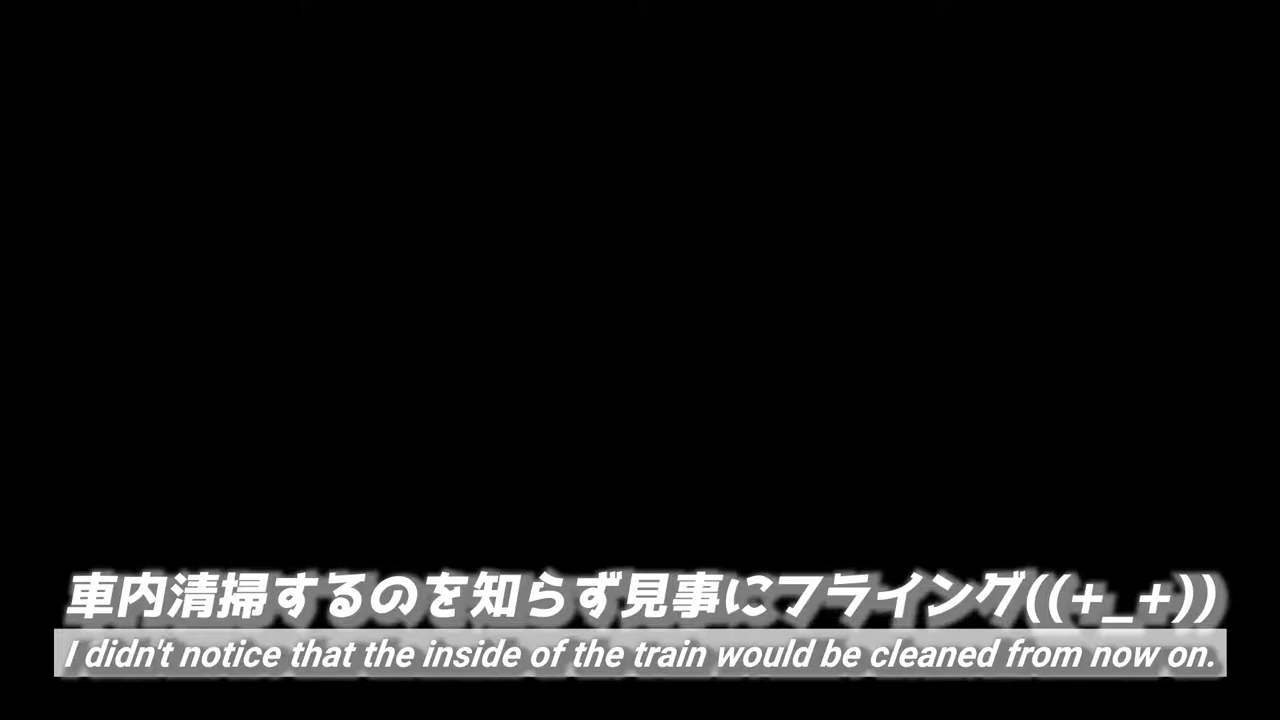 車内清掃するのを知らず見事にフライング((+_+))
I didn't notice that the inside of the train would be cleaned from now on.